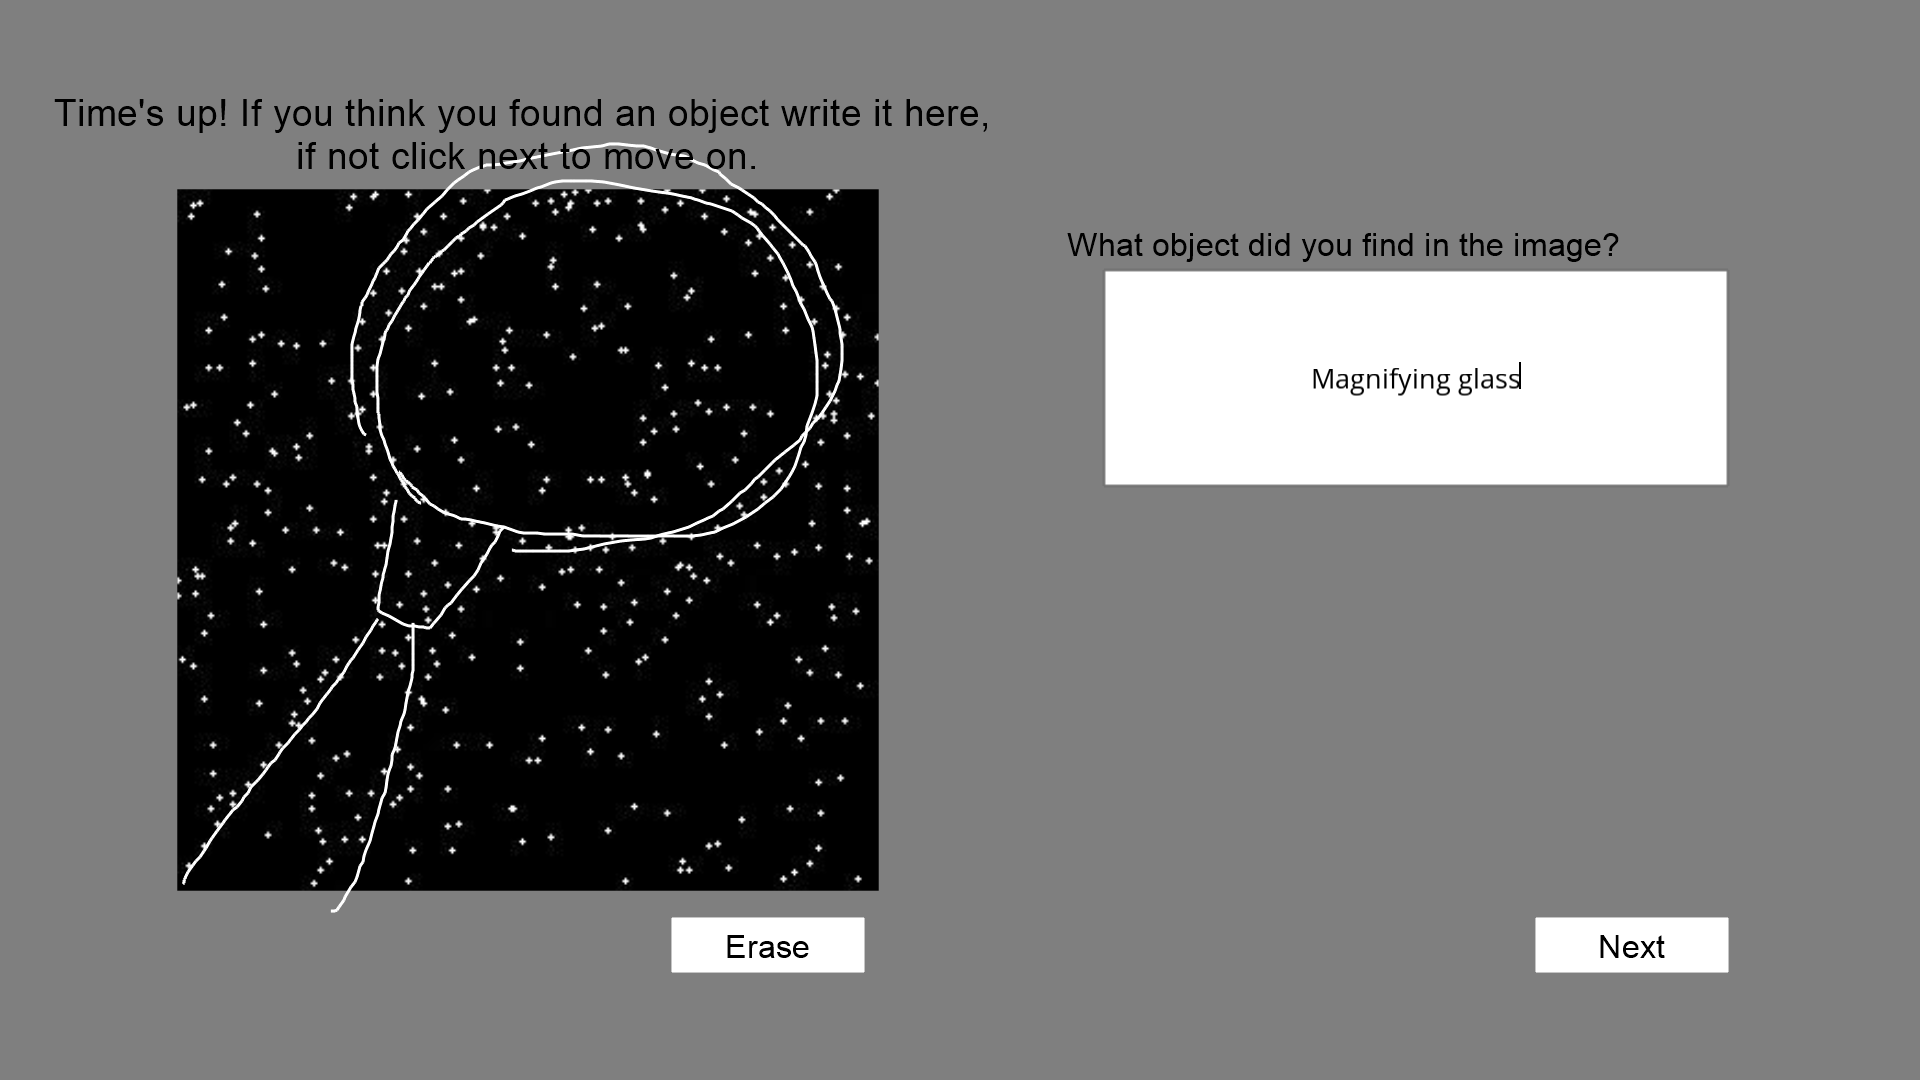 Time's up! If you think you found an object write it here,
if not click next to move on.
What object did you find in the image?
Magnifying glass
Erase
Next